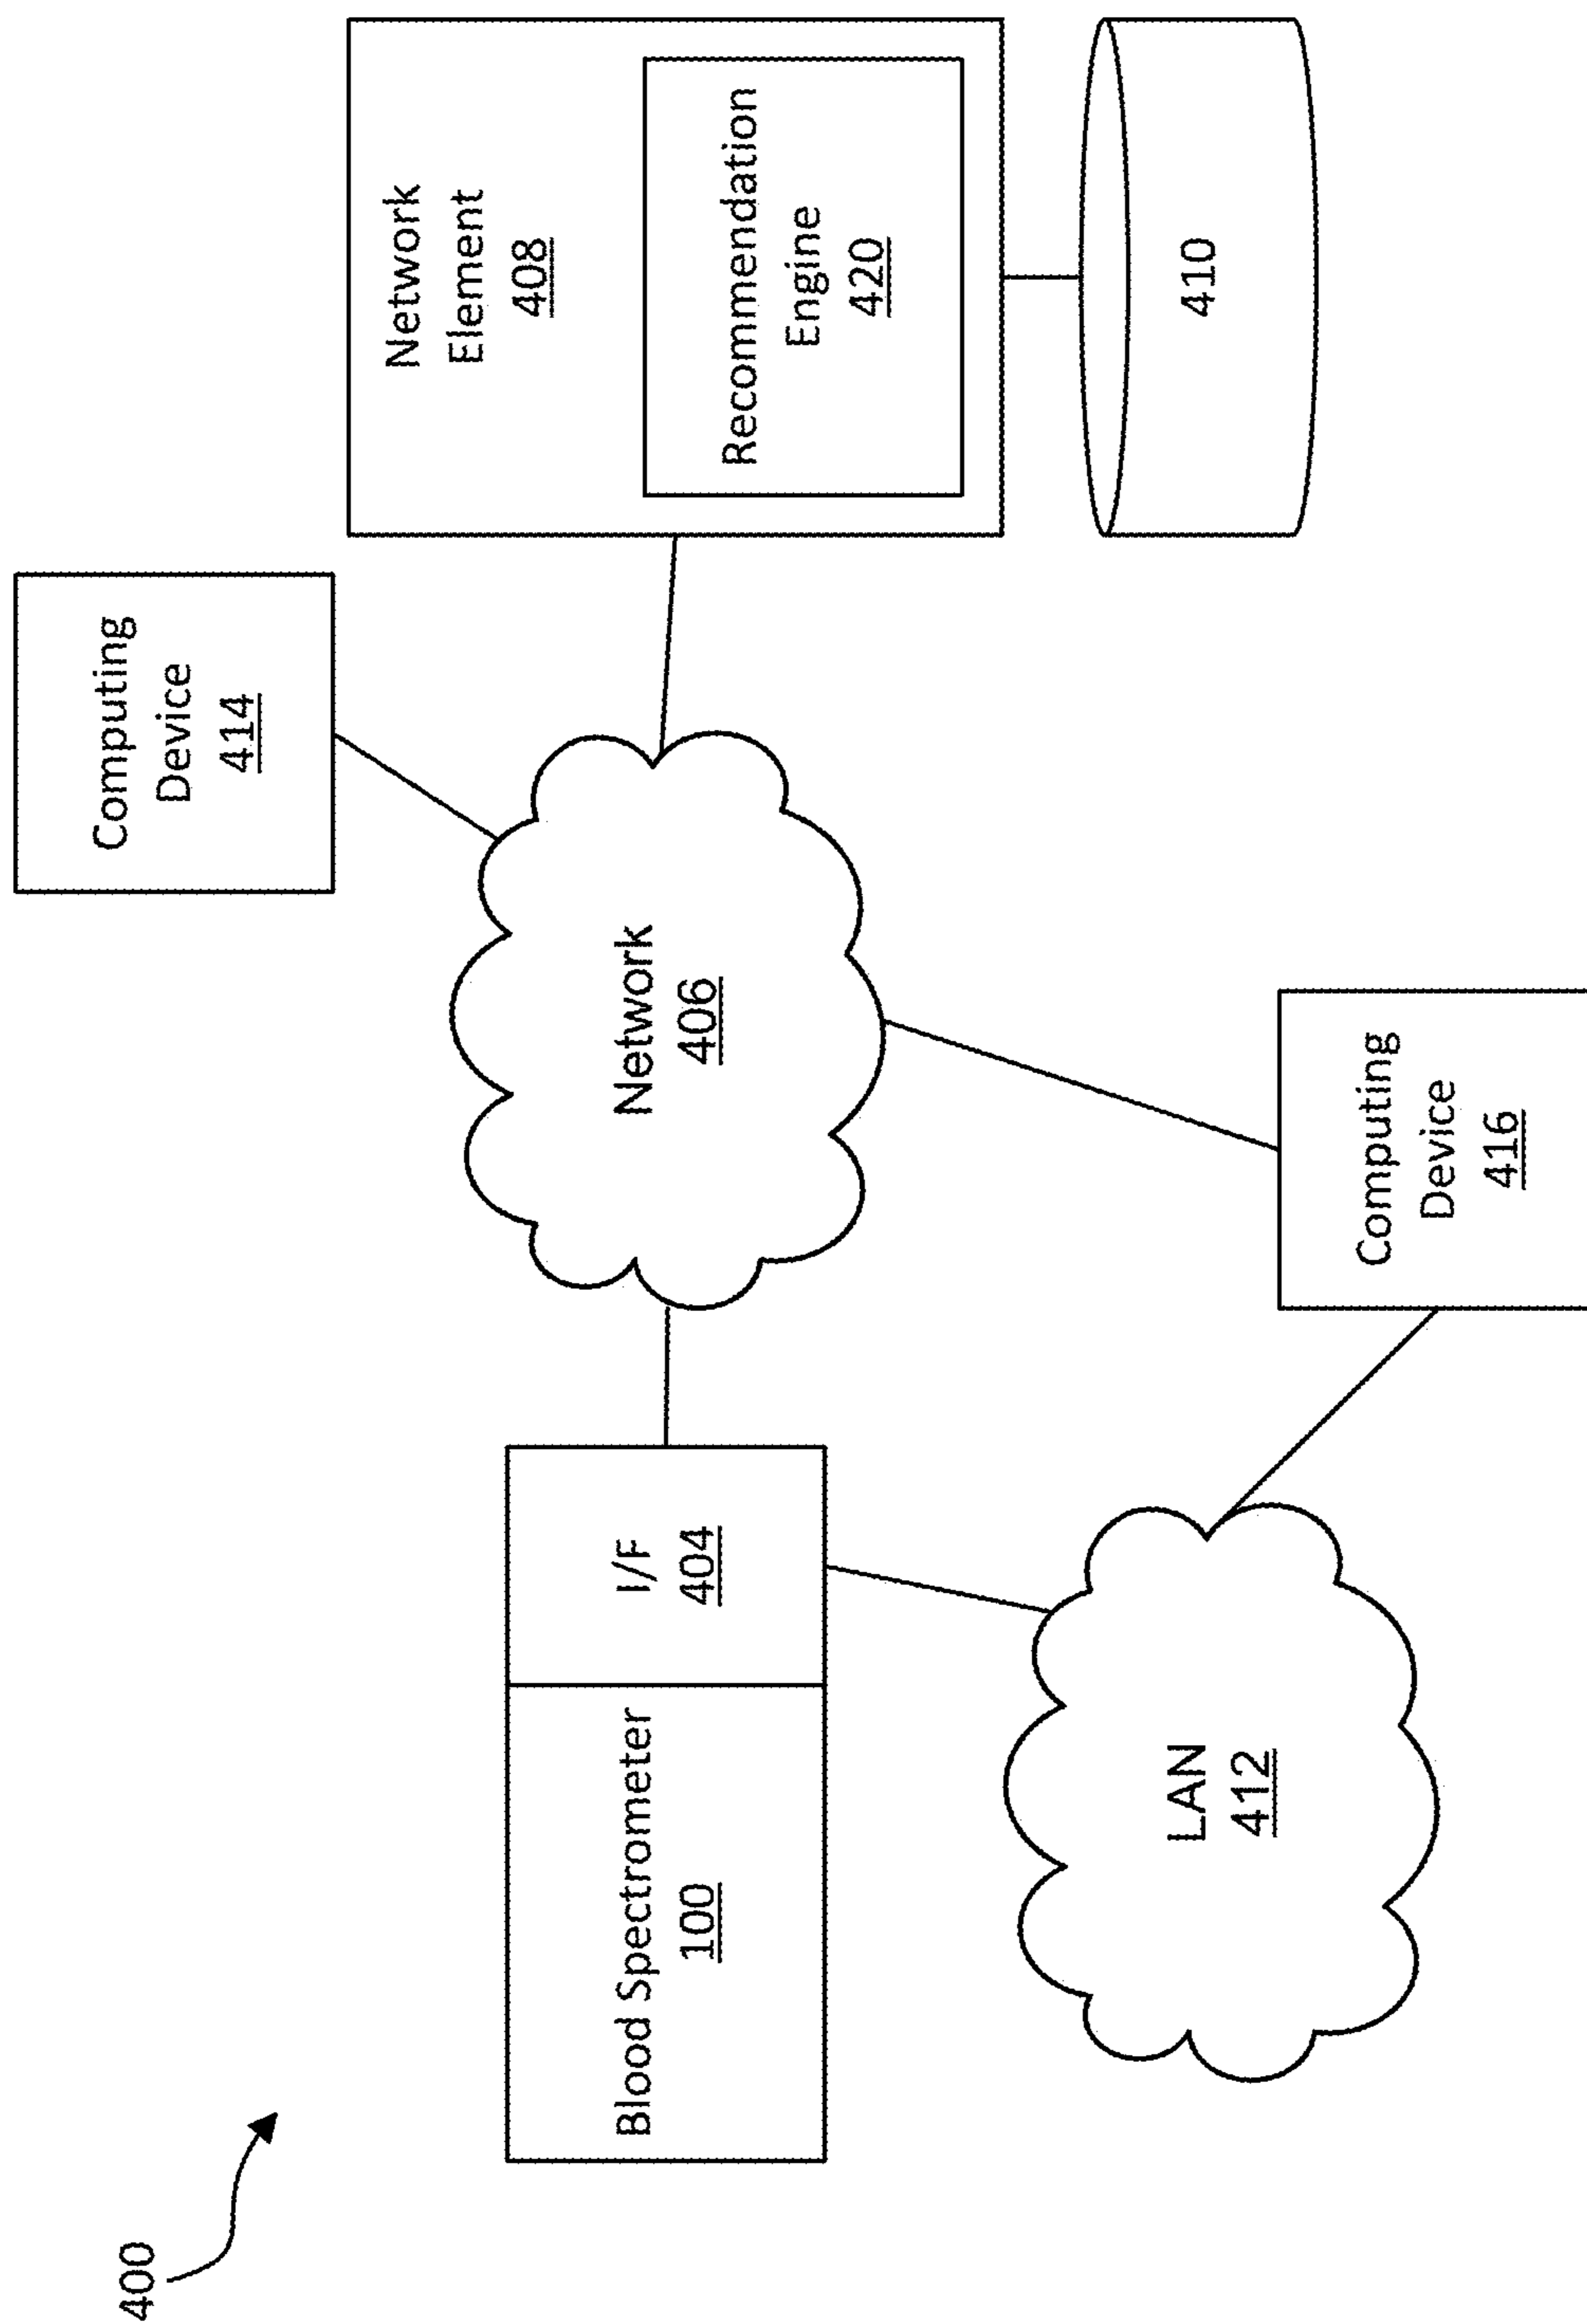 400
Blood Spectrometer
100
I/F
404
Network
406
Computing
Device
414
Network
Element
408
Recommendation
Engine
420
410
LAN
412
Computing
Device
416